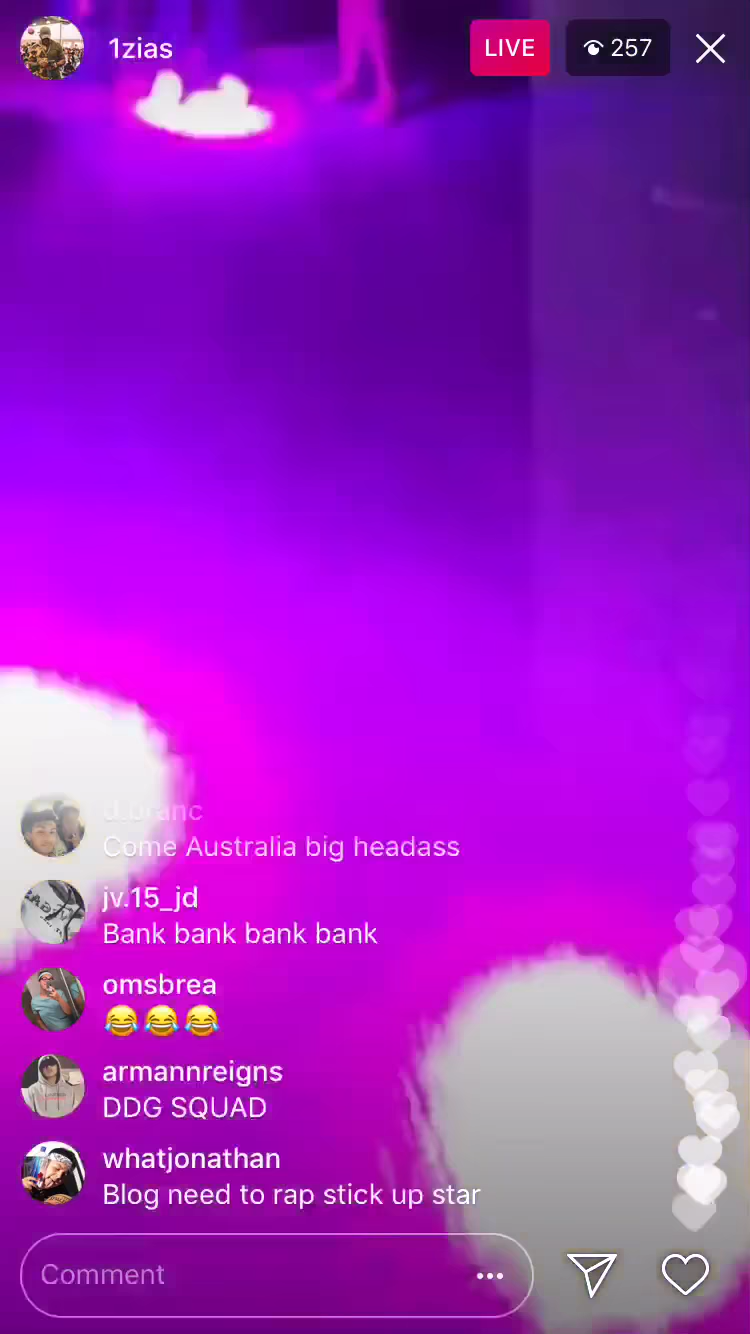 1zias
LIVE
257
d.branc
Come Australia big headass
jv.15_jd
Bank bank bank bank
omsbrea
😂😂😂
armannreigns
DDG SQUAD
whatjonathan
Blog need to rap stick up star
Comment